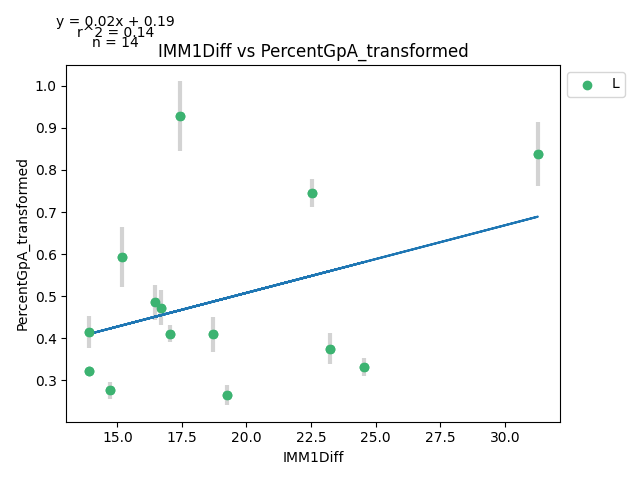 y = 0.02x + 0.19
r^2 = 0.14
n = 14
IMM1Diff vs PercentGpA_transformed
L
1.0
0.9
0.8
0.7
0.6
0.5
0.4
0.3
PercentGpA_transformed
15.0 17.5 20.0 22.5 25.0 27.5 30.0
IMM1Diff